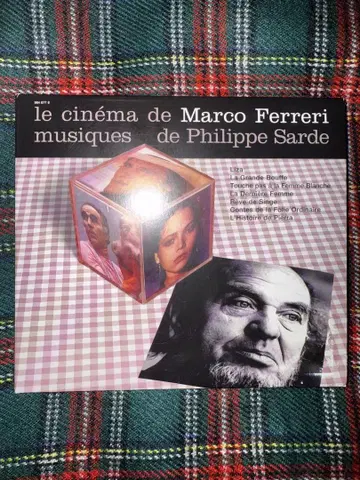 le cinéma de Marco Ferreri
musiques de Philippe Sarde
Liza
La Grande Bouffe
Touche pas à la Femme Blanche
La Dernière Femme
Rêve de Singe
Contes de la Folie Ordinaire
L'Histoire de Piera